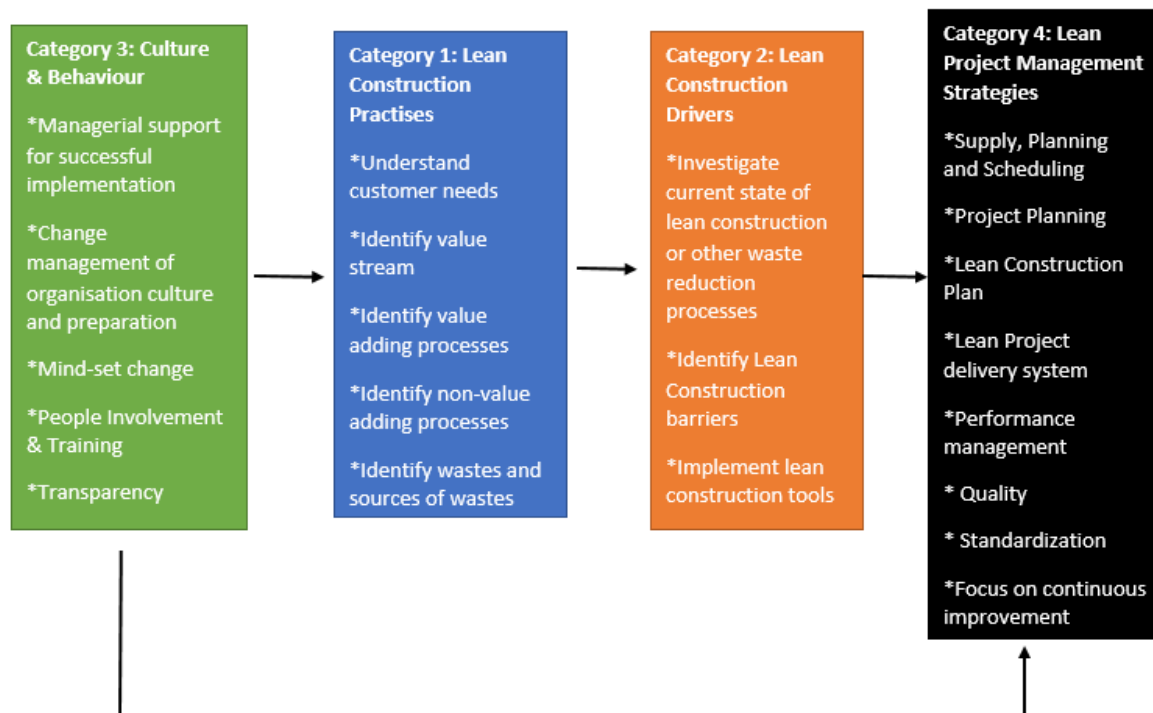 Category 3: Culture
& Behaviour
*Managerial support
for successful
implementation
*Change
management of
organisation culture
and preparation
*Mind-set change
*People Involvement
& Training
*Transparency
Category 1: Lean
Construction
Practises
*Understand
customer needs
*Identify value
stream
*Identify value
adding processes
*Identify non-value
adding processes
*Identify wastes and
sources of wastes
Category 2: Lean
Construction
Drivers
*Investigate
current state of
lean construction
or other waste
reduction
processes
*Identify Lean
Construction
barriers
*Implement lean
construction tools
Category 4: Lean
Project Management
Strategies
*Supply, Planning
and Scheduling
*Project Planning
*Lean Construction
Plan
*Lean Project
delivery system
*Performance
management
* Quality
* Standardization
*Focus on continuous
improvement